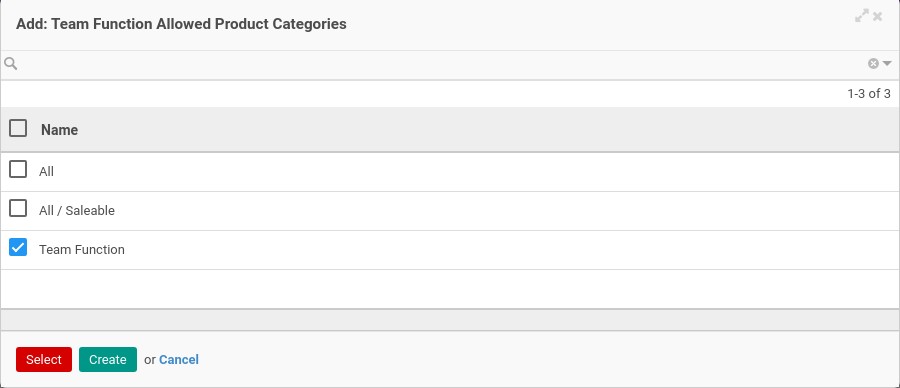 Add: Team Function Allowed Product Categories
1-3 of 3
Name
All
All / Saleable
Team Function
Select Create or Cancel